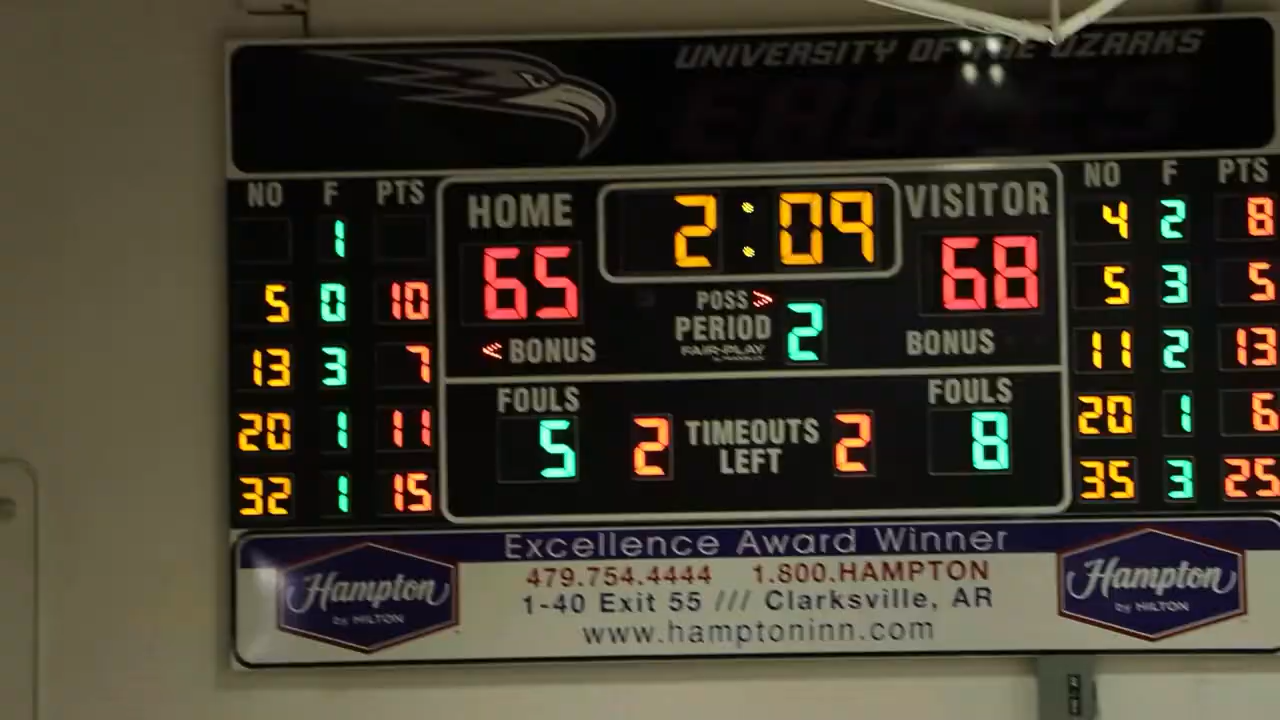 UNIVERSITY OF THE OZARKS
EAGLES
NO F PTS
1
5 0 10
13 3 7
20 1 11
32 1 15
HOME
65
2:09
VISITOR
68
POSS >
PERIOD 2
FAIR-PLAY
< BONUS
BONUS
FOULS
5
2 TIMEOUTS LEFT 2
FOULS
8
NO F PTS
4 2 8
5 3 5
11 2 13
20 1 6
35 3 25
Excellence Award Winner
479.754.4444 1.800.HAMPTON
1-40 Exit 55 /// Clarksville, AR
www.hamptoninn.com
Hampton
by HILTON
Hampton
by HILTON